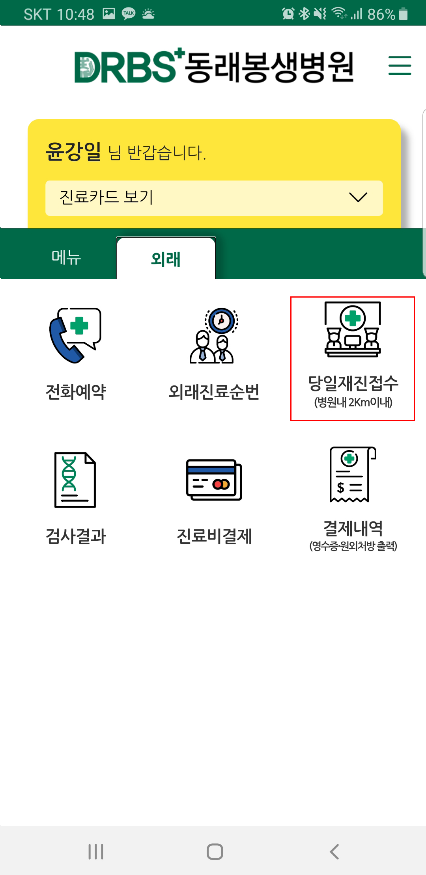 SKT 10:48 TALK 86%
DRBS+동래봉생병원
윤강일 님 반갑습니다.
진료카드 보기
메뉴 외래
전화예약 외래진료순번 당일재진접수
(병원내 2Km이내)
검사결과 진료비결제 결제내역
(영수증·원외처방 출력)